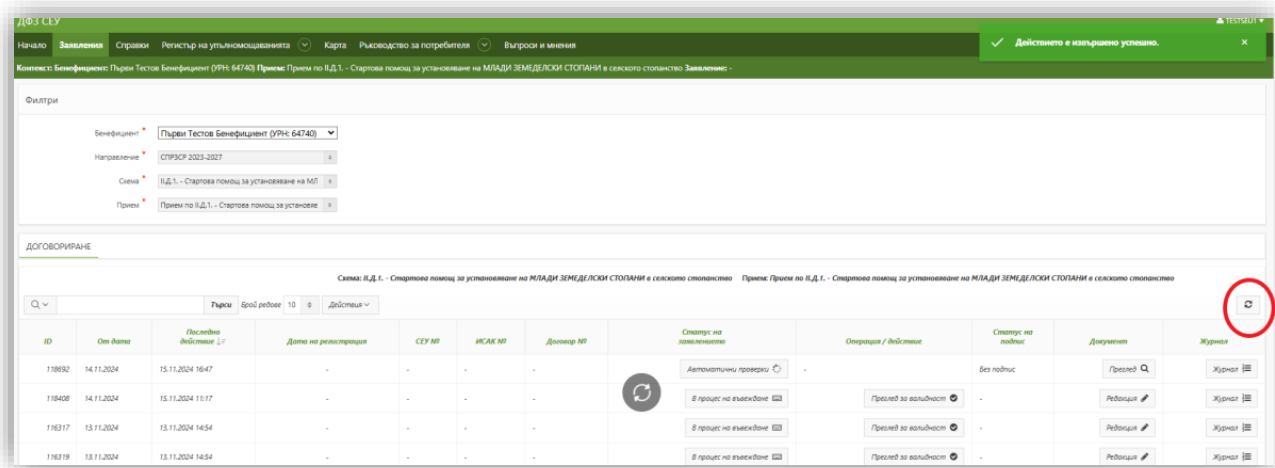 ДФЗ СЕУ
TESTSEU1
Начало Заявления Справки Регистър на упълномощаванията Карта Ръководство за потребителя Въпроси и мнения
Действието е извършено успешно. ×
Контекст: Бенефициент: Първи Тестов Бенефициент (УРН: 64740) Прием: Прием по II.Д.1. - Стартова помощ за установяване на МЛАДИ ЗЕМЕДЕЛСКИ СТОПАНИ в селското стопанство Заявление: -
Филтри
Бенефициент * Първи Тестов Бенефициент (УРН: 64740)
Направление * СПРЗСР 2023-2027
Схема * II.Д.1. - Стартова помощ за установяване на МЛ
Прием * Прием по II.Д.1. - Стартова помощ за установяе
ДОГОВОРИРАНЕ
Схема: II.Д.1. - Стартова помощ за установяване на МЛАДИ ЗЕМЕДЕЛСКИ СТОПАНИ в селското стопанство Прием: Прием по II.Д.1. - Стартова помощ за установяване на МЛАДИ ЗЕМЕДЕЛСКИ СТОПАНИ в селското стопанство
Търси Брой редове 10 Действия
ID От дата Последно действие Дата на регистрация СЕУ № ИСАК № Договор № Статус на заявлението Операция / действие Статус на подпис Документ Журнал
118692 14.11.2024 15.11.2024 16:47 - - - - Автоматични проверки - Без подпис Преглед Журнал
118408 14.11.2024 15.11.2024 11:17 - - - В процес на въвеждане Преглед за валидност - Редакция Журнал
116317 13.11.2024 13.11.2024 14:54 - - - - В процес на въвеждане Преглед за валидност - Редакция Журнал
116319 13.11.2024 13.11.2024 14:54 - - - - В процес на въвеждане Преглед за валидност - Редакция Журнал